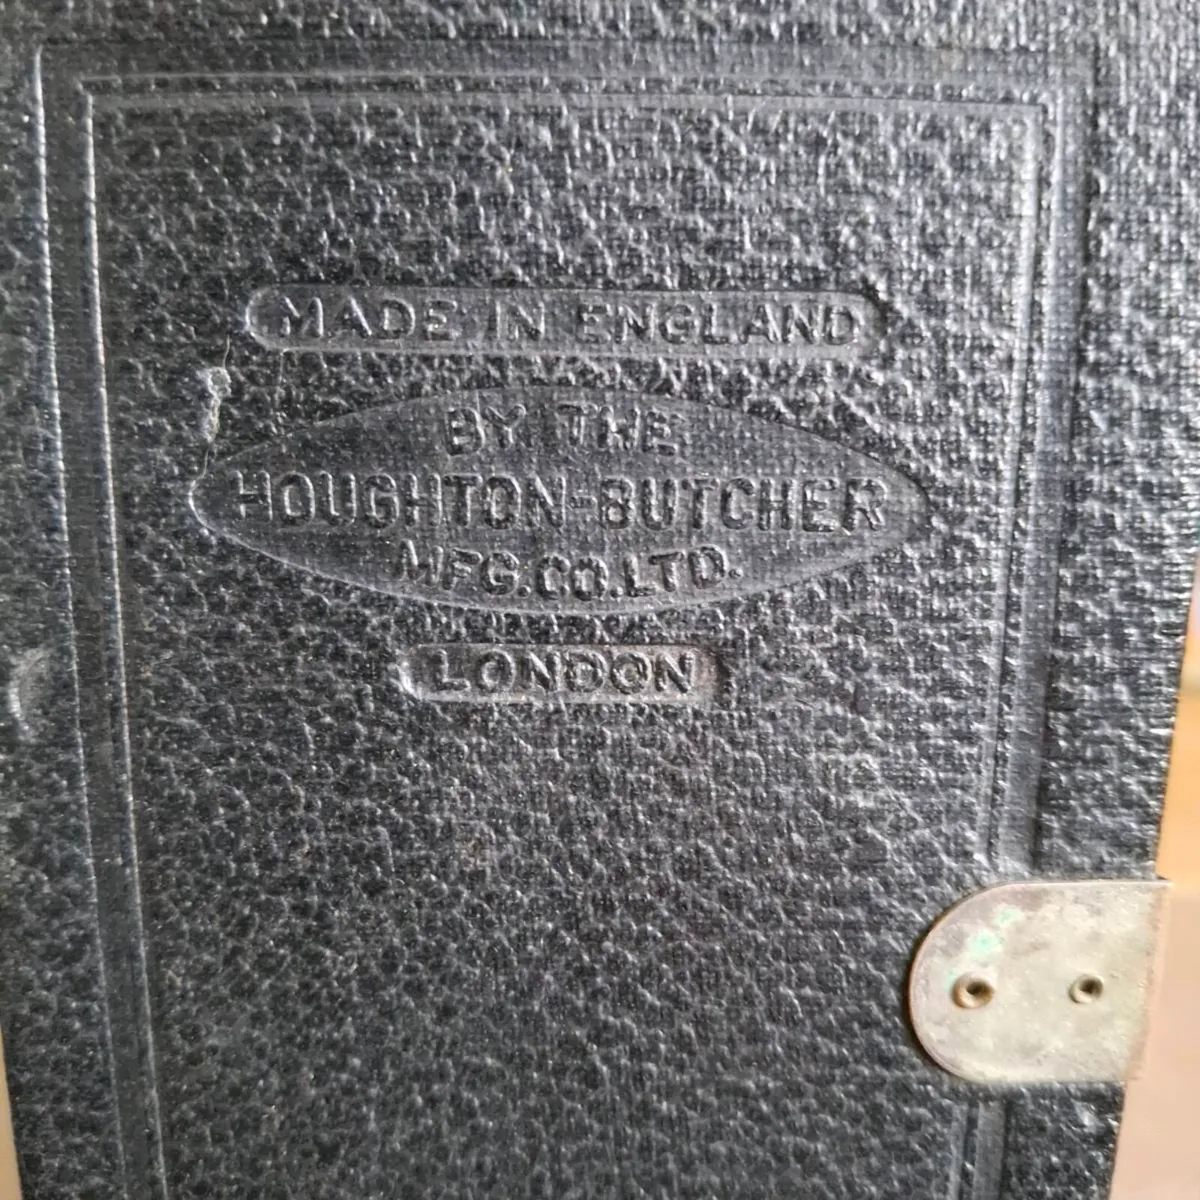 MADE IN ENGLAND
BY THE
HOUGHTON-BUTCHER
MFG.CO.LTD.
LONDON